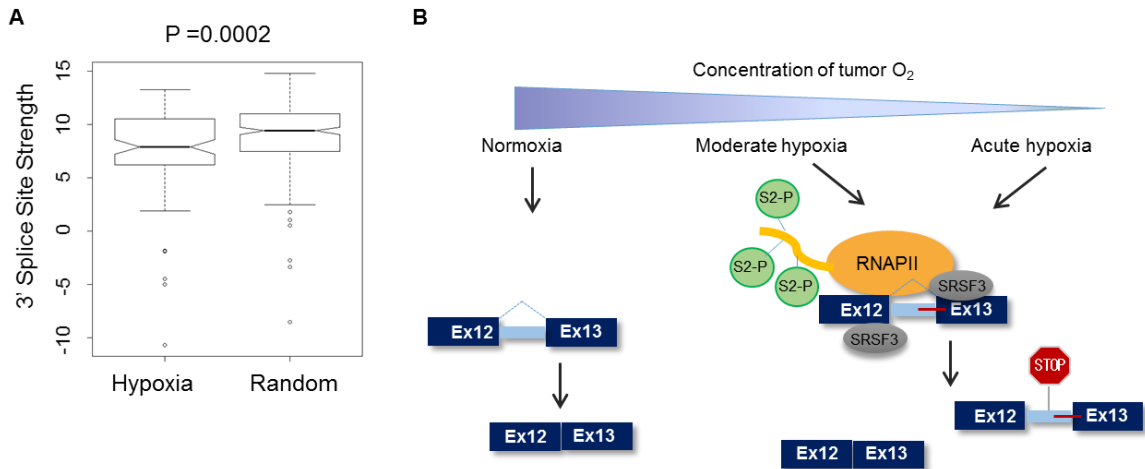 A
P =0.0002
3' Splice Site Strength
15
10
5
0
-5
-10
Hypoxia Random
B
Concentration of tumor O₂
Normoxia Moderate hypoxia Acute hypoxia
S2-P
S2-P
S2-P
RNAPII
SRSF3
Ex12 Ex13
SRSF3
Ex12 Ex13
STOP
Ex12 Ex13
Ex12 Ex13
Ex12 Ex13